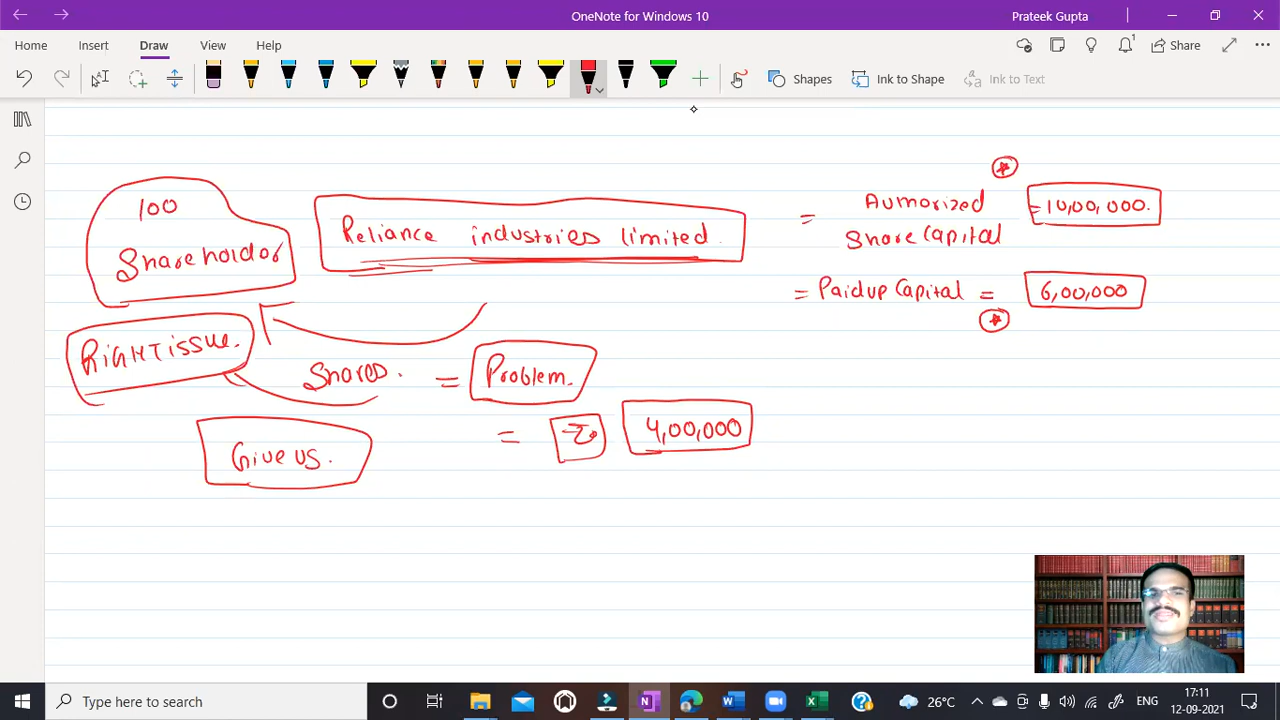 OneNote for Windows 10
Prateek Gupta
Home Insert Draw View Help
Share
Shapes
Ink to Shape
Ink to Text
100
Shareholdor
Reliance industries limited.
= Authorized = 10,00,000.
Share Capital
= Paidup Capital = 6,00,000
RIGHT issue.
Shares. = Problem.
= 4,00,000
Give us.
Type here to search
26°C
ENG
17:11
12-09-2021